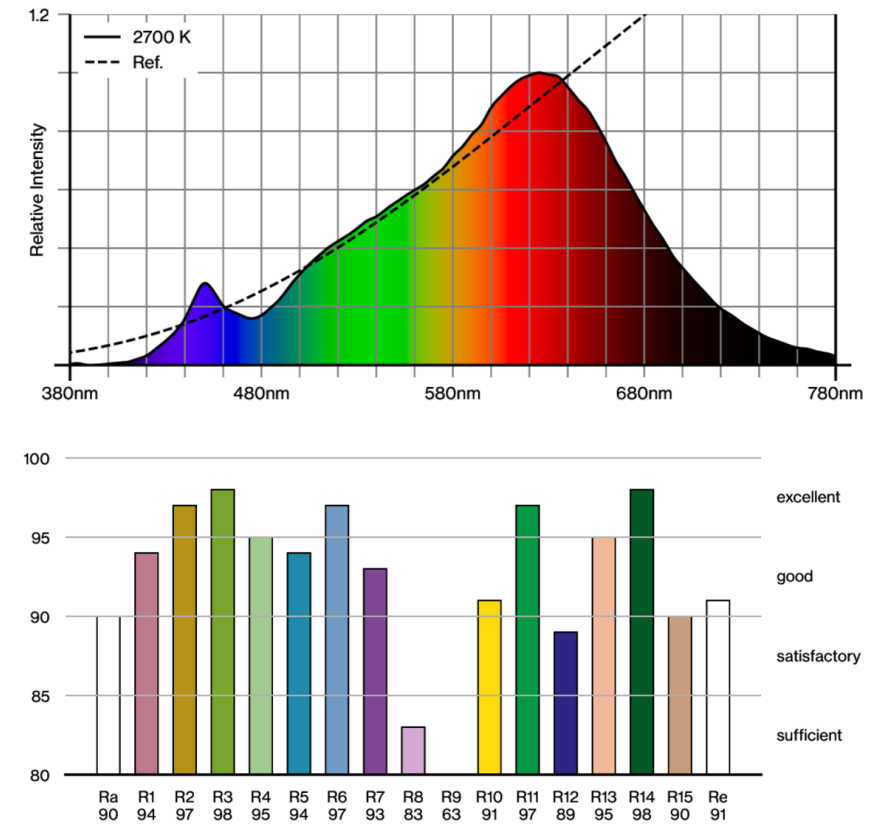 1.2
2700 K
Ref.
Relative Intensity
380nm 480nm 580nm 680nm 780nm
100
excellent
95
good
90
satisfactory
85
sufficient
80
Ra R1 R2 R3 R4 R5 R6 R7 R8 R9 R10 R11 R12 R13 R14 R15 Re
90 94 97 98 95 94 97 93 83 63 91 97 89 95 98 90 91